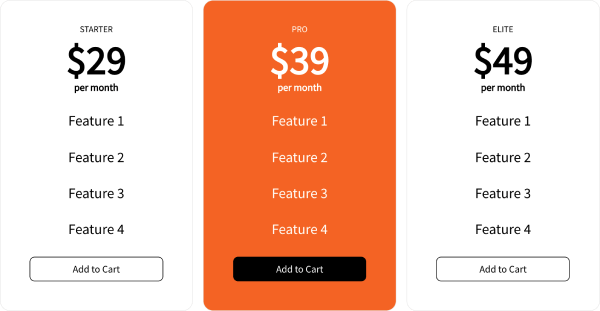 STARTER
$29
per month
Feature 1
Feature 2
Feature 3
Feature 4
Add to Cart
PRO
$39
per month
Feature 1
Feature 2
Feature 3
Feature 4
Add to Cart
ELITE
$49
per month
Feature 1
Feature 2
Feature 3
Feature 4
Add to Cart